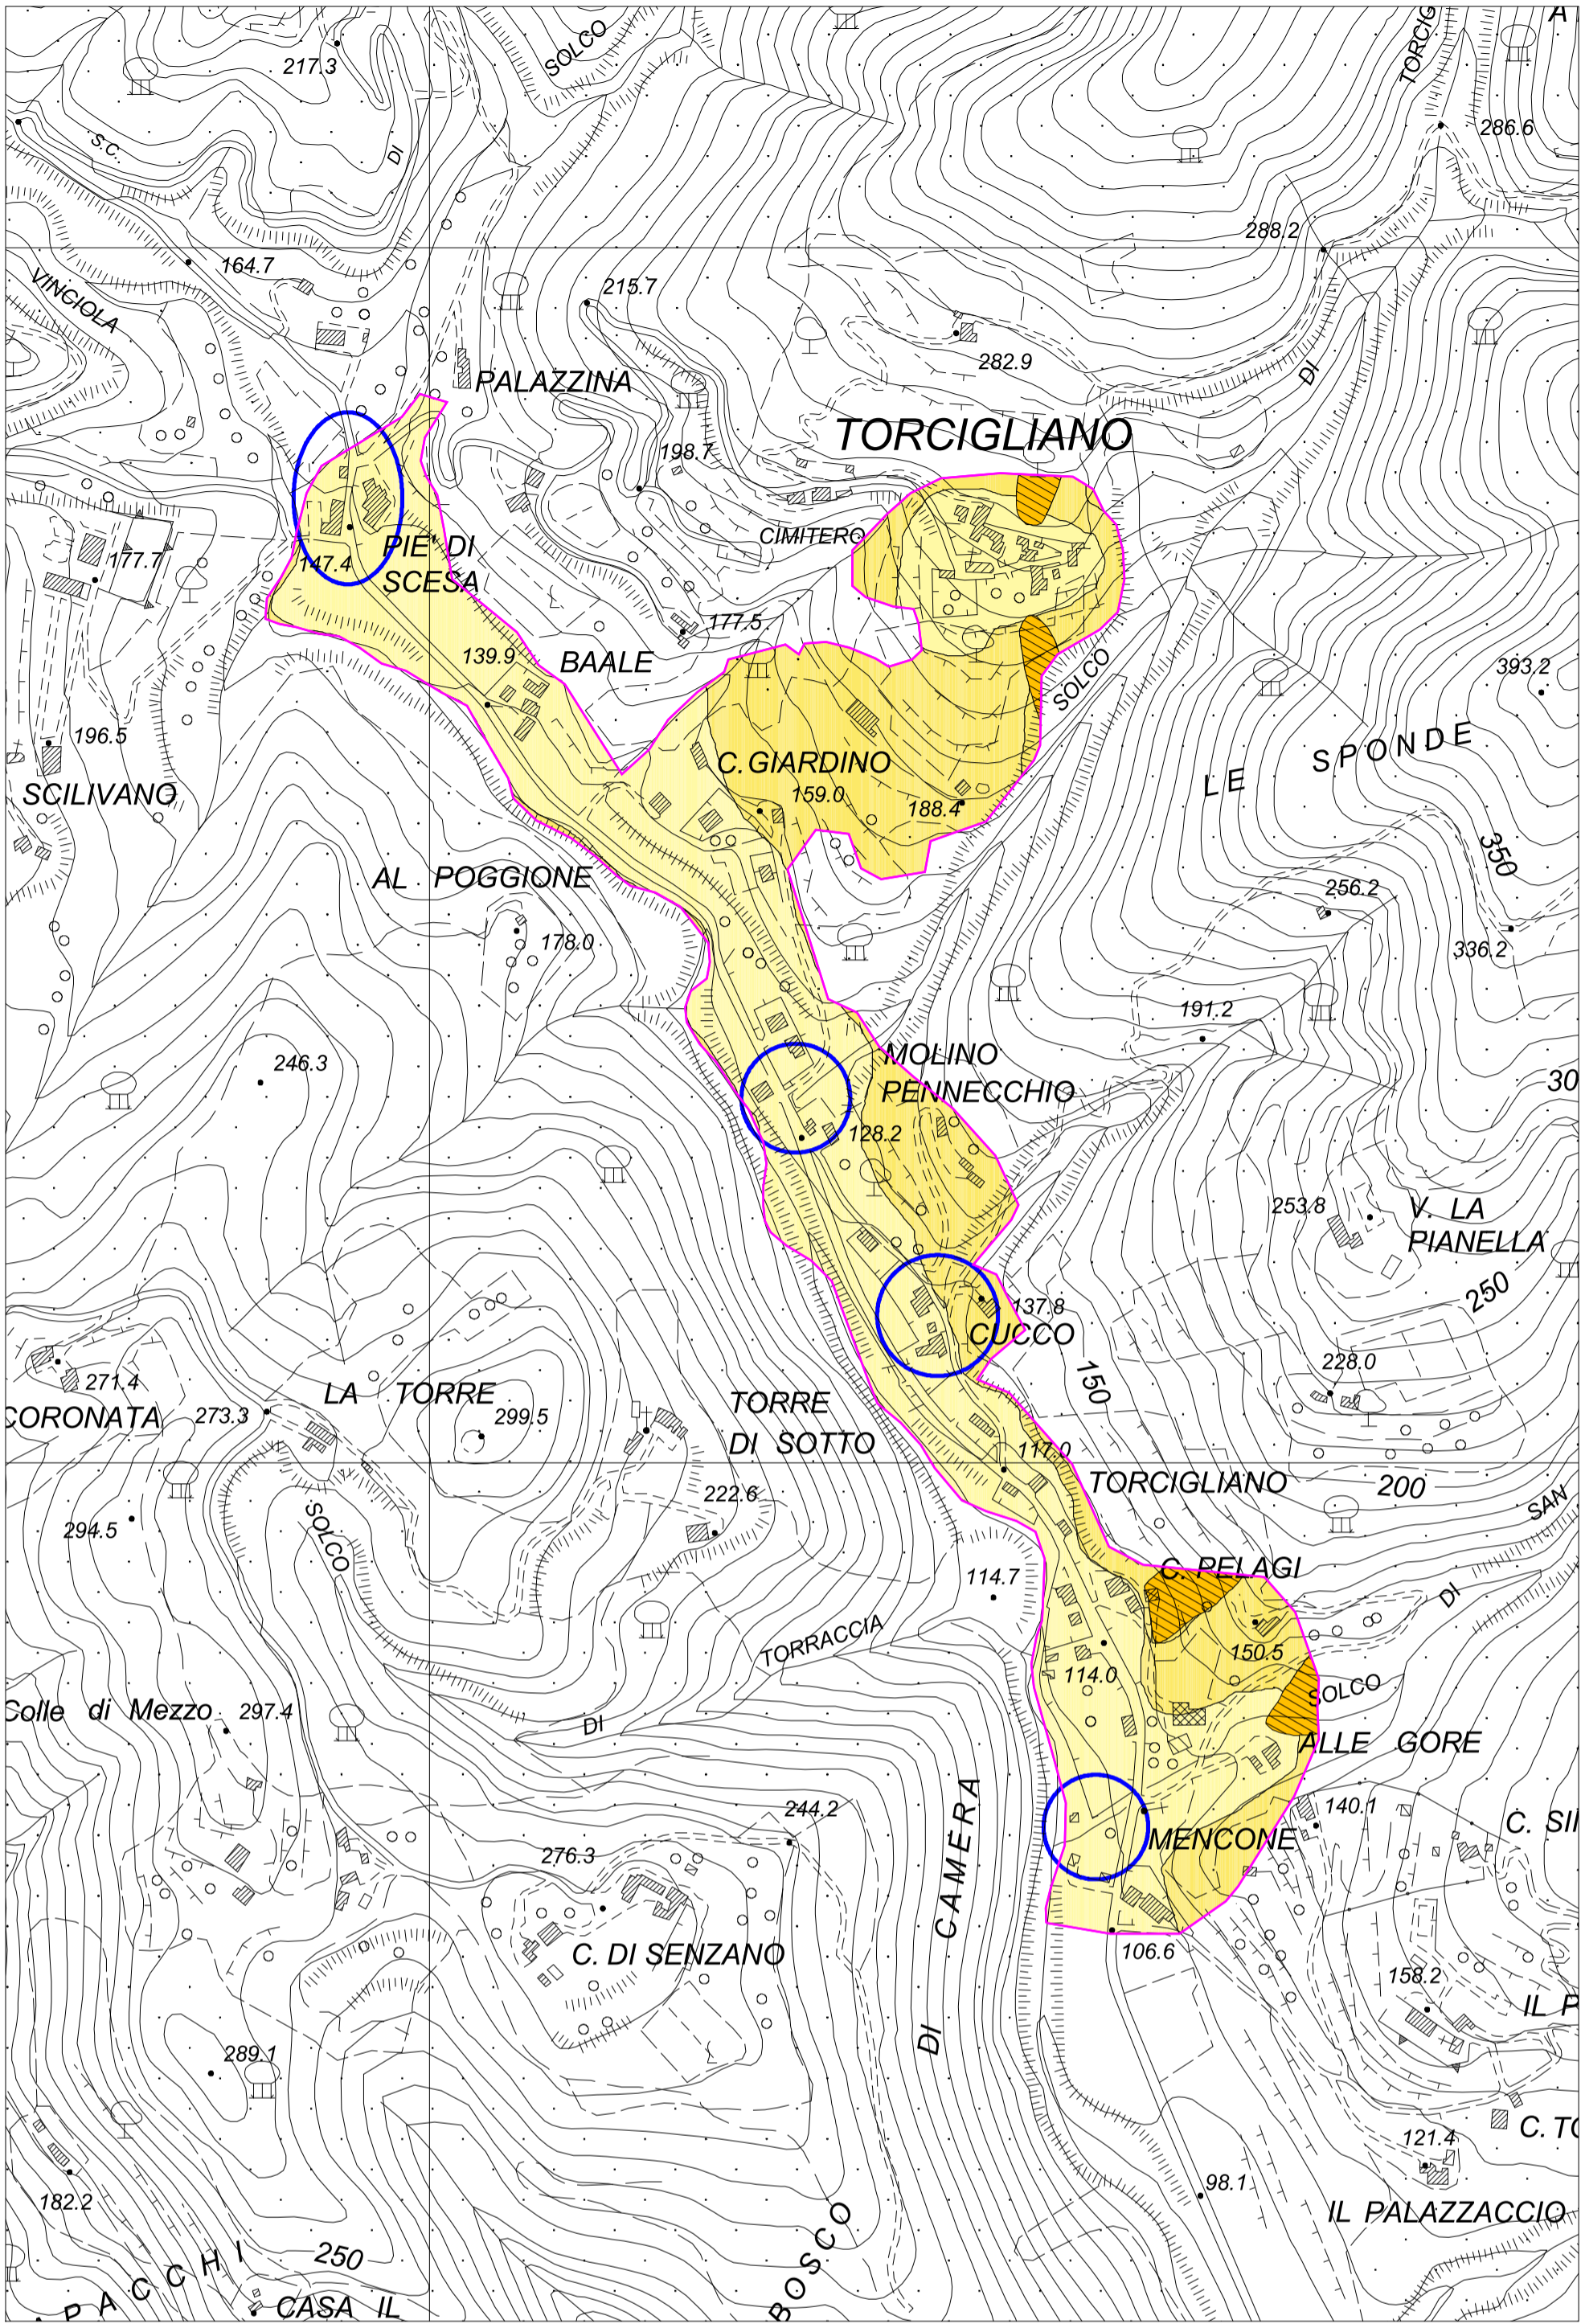 A
SOLCO
TORCIG
217.3
286.6
S.C.
DI
288.2
164.7
VINCIOLA
215.7
282.9
DI
PALAZZINA
TORCIGLIANO
198.7
CIMITERO
PIE' DI
SCESA
147.4
177.7
177.5
139.9
BAALE
SOLCO
393.2
196.5
SCILIVANO
C. GIARDINO
159.0
188.4
LE SPONDE
350
AL POGGIONE
256.2
178.0
336.2
191.2
246.3
MOLINO
PENNECCHIO
30
128.2
253.8
V. LA
PIANELLA
250
137.8
CUCCO
228.0
150
271.4
CORONATA
273.3
LA TORRE
299.5
TORRE
DI SOTTO
117.0
TORCIGLIANO
200
SAN
222.6
294.5
SOLCO
114.7
C. PELAGI
DI
TORRACCIA
150.5
114.0
SOLCO
Colle di Mezzo
297.4
DI
ALLE GORE
244.2
140.1
C. SI
276.3
MENCONE
CAMERA
C. DI SENZANO
106.6
158.2
IL P
DI
289.1
C. TO
121.4
182.2
98.1
IL PALAZZACCIO
BOSCO
250
PACCHI
CASA IL